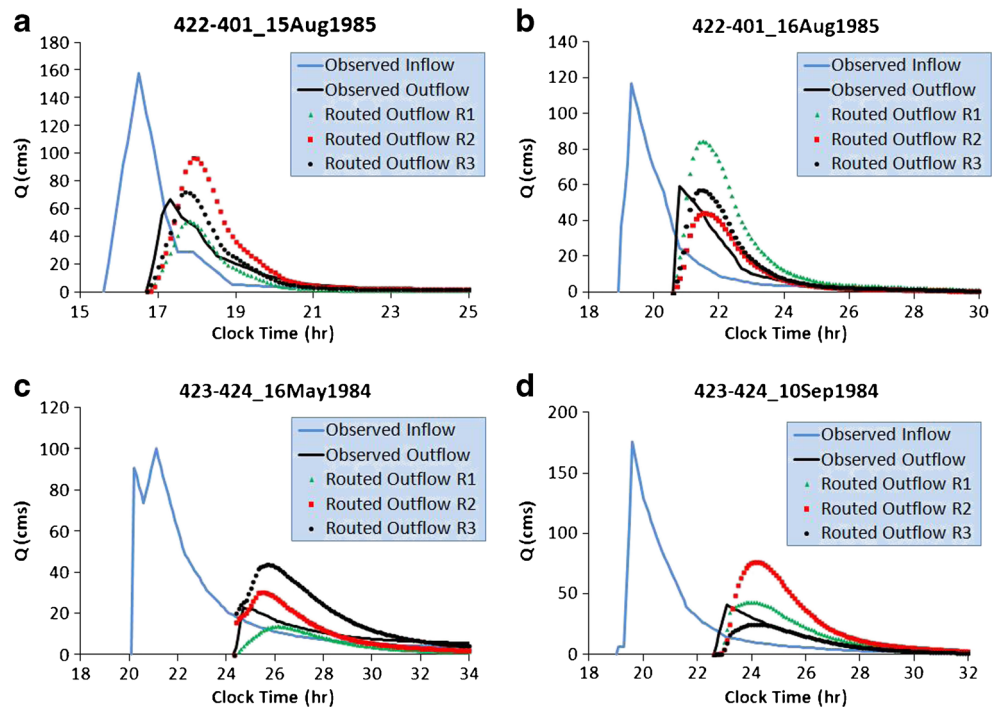 a
422-401_15Aug1985
Q (cms)
180
160
140
120
100
80
60
40
20
0
Observed Inflow
Observed Outflow
Routed Outflow R1
Routed Outflow R2
Routed Outflow R3
15 17 19 21 23 25
Clock Time (hr)
b
422-401_16Aug1985
Q (cms)
140
120
100
80
60
40
20
0
Observed Inflow
Observed Outflow
Routed Outflow R1
Routed Outflow R2
Routed Outflow R3
18 20 22 24 26 28 30
Clock Time (hr)
c
423-424_16May1984
Q (cms)
120
100
80
60
40
20
0
Observed Inflow
Observed Outflow
Routed Outflow R1
Routed Outflow R2
Routed Outflow R3
18 20 22 24 26 28 30 32 34
Clock Time (hr)
d
423-424_10Sep1984
Q (cms)
200
150
100
50
0
Observed Inflow
Observed Outflow
Routed Outflow R1
Routed Outflow R2
Routed Outflow R3
18 20 22 24 26 28 30 32
Clock Time (hr)